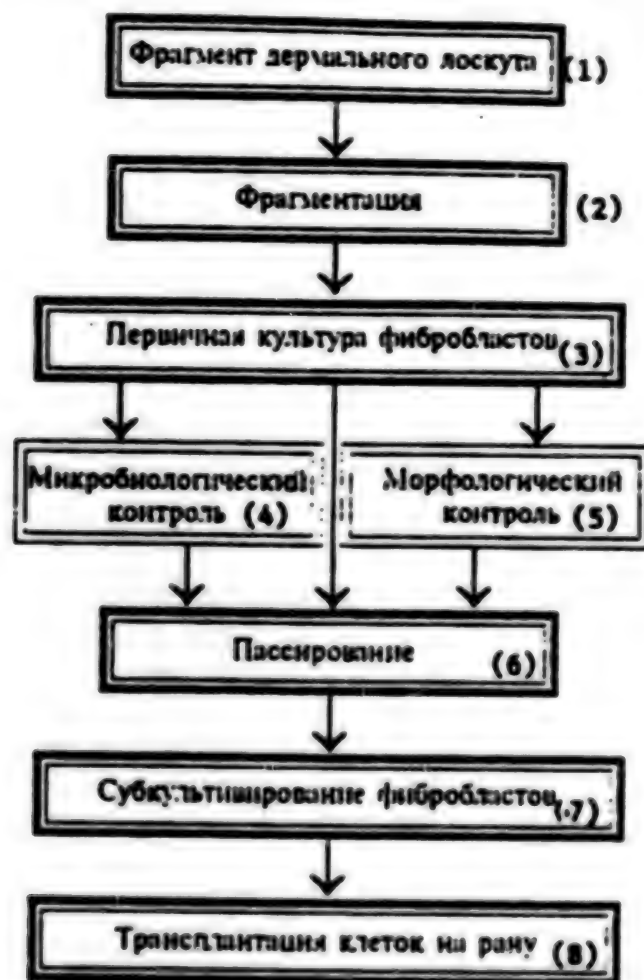 Фрагмент дермального лоскута (1)
Фрагментация (2)
Первичная культура фибробластов (3)
Микробиологический
контроль (4)
Морфологический
контроль (5)
Пассирование (6)
Субкультивирование фибробластов (7)
Трансплантация клеток на рану (8)